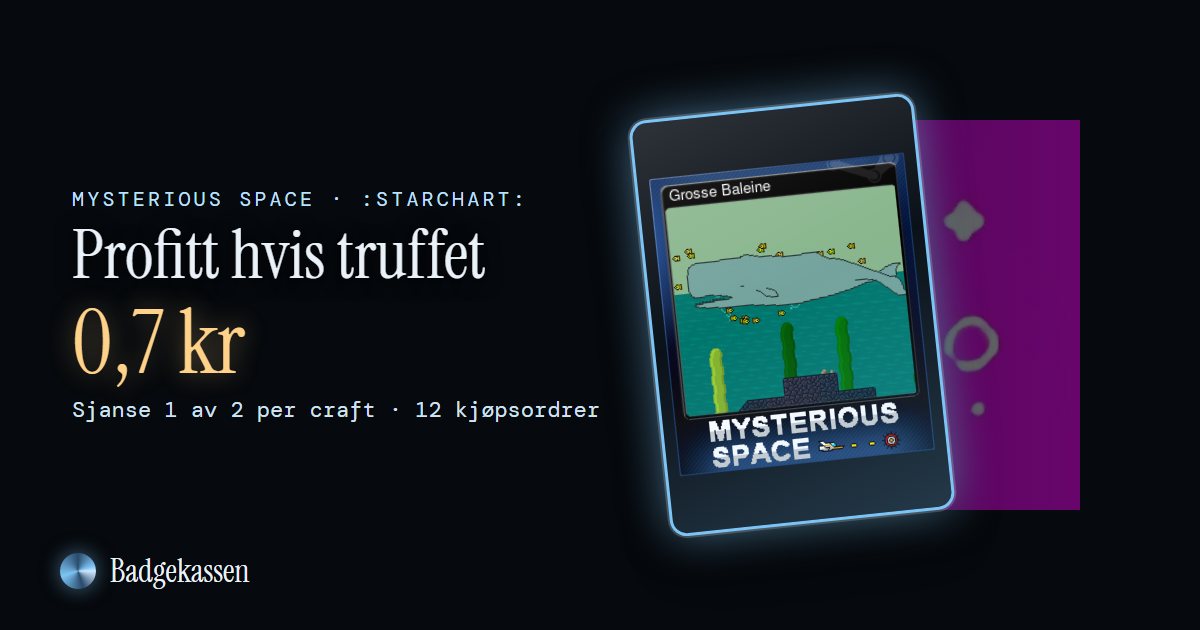 MYSTERIOUS SPACE · :STARCHART:
Profitt hvis truffet
0,7 kr
Sjanse 1 av 2 per craft · 12 kjøpsordrer
Grosse Baleine
MYSTERIOUS
SPACE
Badgekassen